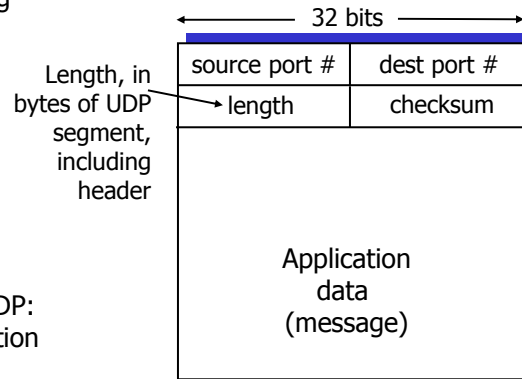 32 bits
source port # dest port #
length checksum
Length, in
bytes of UDP
segment,
including
header
Application
data
(message)